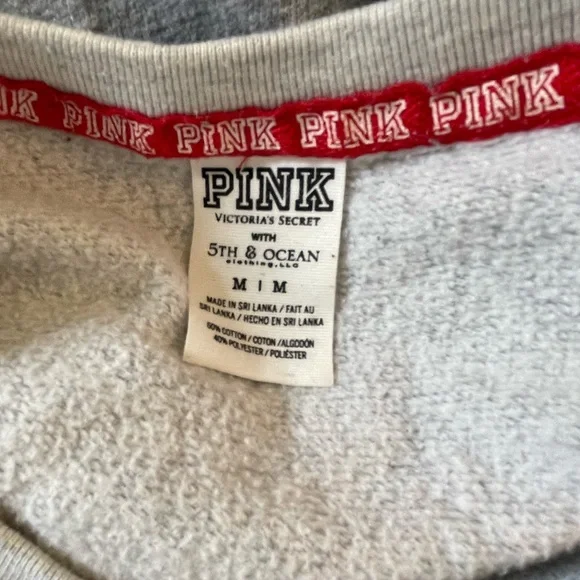 IK PINK PINK PINK PINK
PINK
VICTORIA'S SECRET
WITH
5TH & OCEAN
clothing, LLC
M | M
MADE IN SRI LANKA / FAIT AU
SRI LANKA / HECHO EN SRI LANKA
60% COTTON / COTON / ALGODÓN
40% POLYESTER / POLIÉSTER